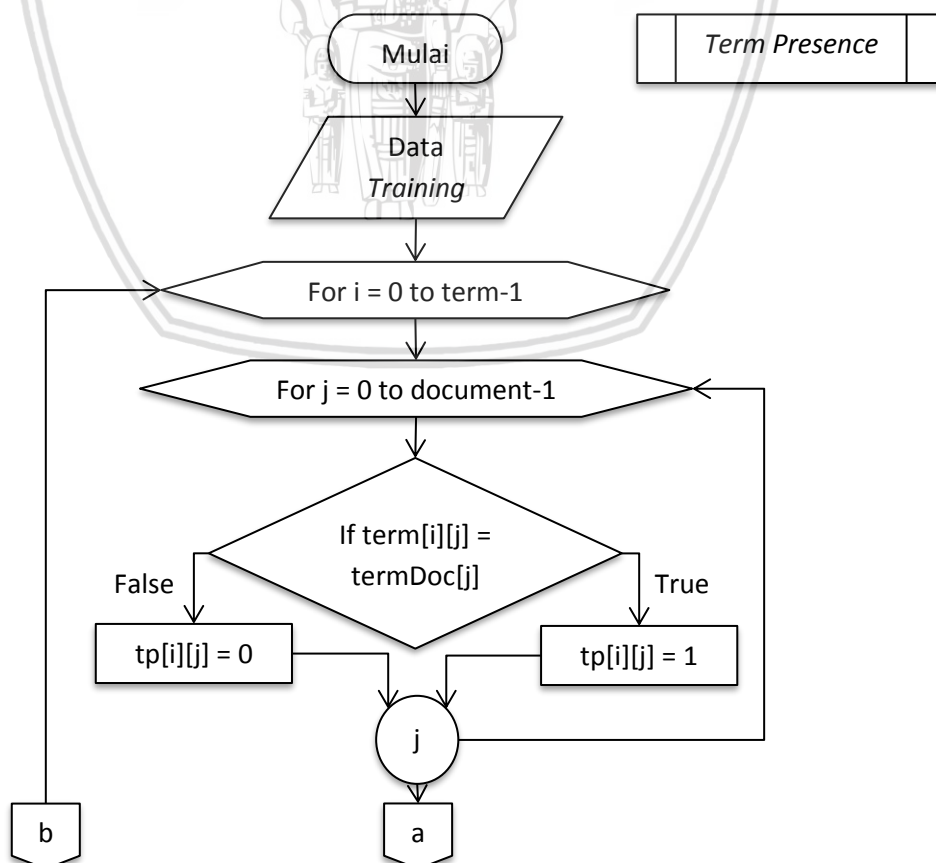 Mulai
Term Presence
Data
Training
For i = 0 to term-1
For j = 0 to document-1
If term[i][j] =
termDoc[j]
False
True
tp[i][j] = 0
tp[i][j] = 1
j
b
a